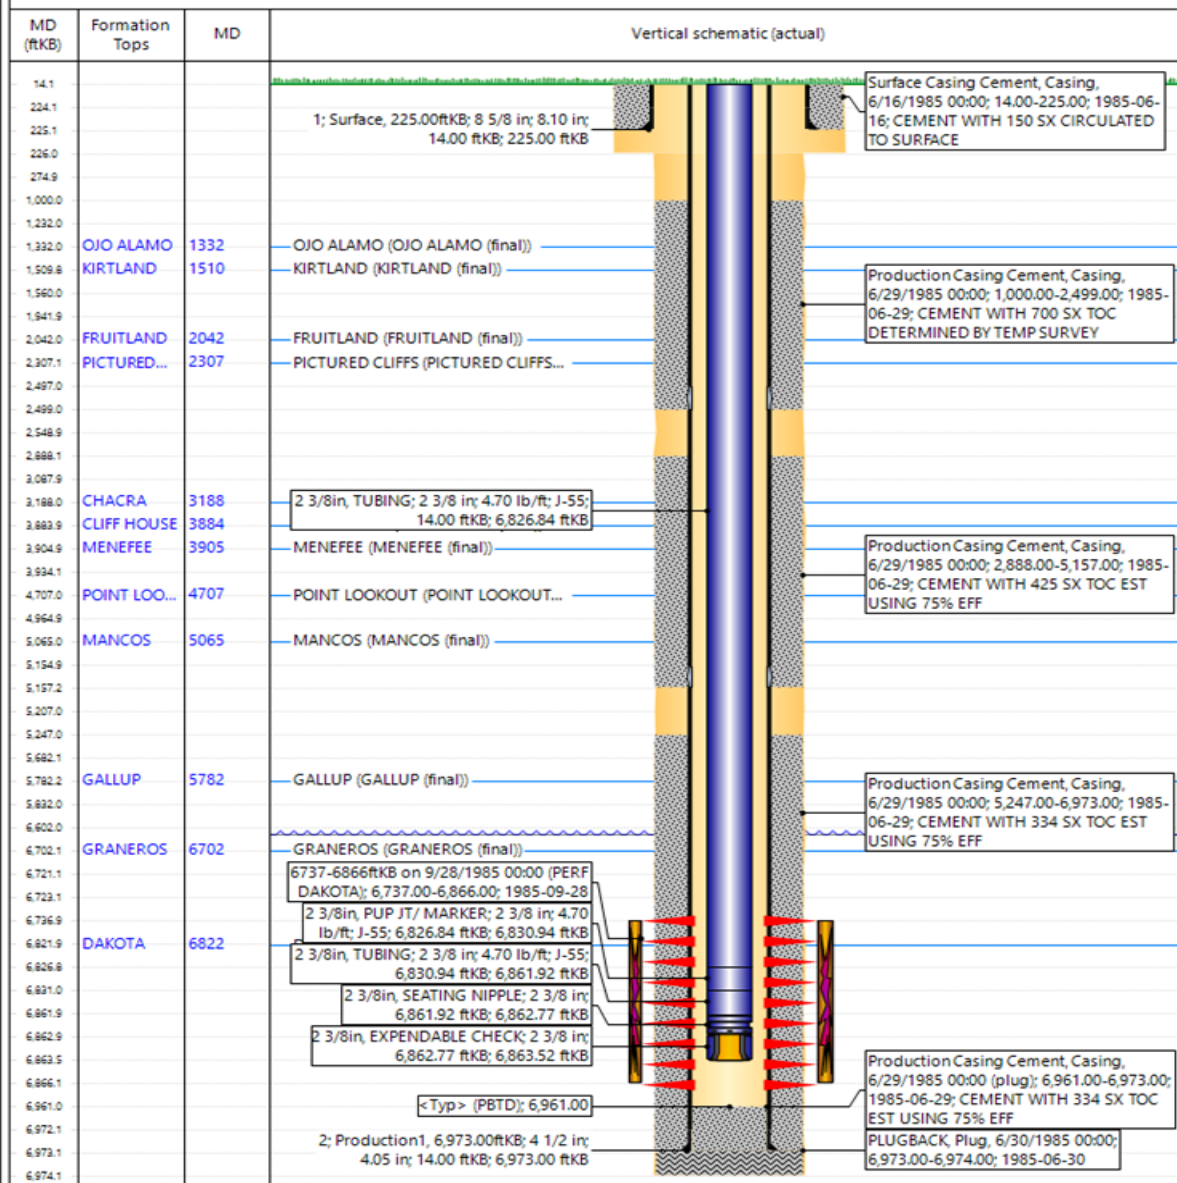 MD (ftKB)
Formation Tops
MD
Vertical schematic (actual)
14.1
224.1
225.1
226.0
274.9
1,000.0
1,232.0
1,332.0
1,509.8
1,560.0
1,941.9
2,042.0
2,307.1
2,497.0
2,499.0
2,548.9
2,888.1
3,087.9
3,188.0
3,883.9
3,904.9
3,934.1
4,707.0
4,964.9
5,065.0
5,154.9
5,157.2
5,207.0
5,247.0
5,682.1
5,782.2
5,832.0
6,602.0
6,702.1
6,721.1
6,723.1
6,736.9
6,821.9
6,826.8
6,831.0
6,861.9
6,862.9
6,863.5
6,866.1
6,961.0
6,972.1
6,973.1
6,974.1
OJO ALAMO 1332
KIRTLAND 1510
FRUITLAND 2042
PICTURED... 2307
CHACRA 3188
CLIFF HOUSE 3884
MENEFEE 3905
POINT LOO... 4707
MANCOS 5065
GALLUP 5782
GRANEROS 6702
DAKOTA 6822
1; Surface, 225.00ftKB; 8 5/8 in; 8.10 in;
14.00 ftKB; 225.00 ftKB
OJO ALAMO (OJO ALAMO (final))
KIRTLAND (KIRTLAND (final))
FRUITLAND (FRUITLAND (final))
PICTURED CLIFFS (PICTURED CLIFFS...
2 3/8in, TUBING; 2 3/8 in; 4.70 lb/ft; J-55;
14.00 ftKB; 6,826.84 ftKB
MENEFEE (MENEFEE (final))
POINT LOOKOUT (POINT LOOKOUT...
MANCOS (MANCOS (final))
GALLUP (GALLUP (final))
GRANEROS (GRANEROS (final))
6737-6866ftKB on 9/28/1985 00:00 (PERF
DAKOTA); 6,737.00-6,866.00; 1985-09-28
2 3/8in, PUP JT/ MARKER; 2 3/8 in; 4.70
lb/ft; J-55; 6,826.84 ftKB; 6,830.94 ftKB
2 3/8in, TUBING; 2 3/8 in; 4.70 lb/ft; J-55;
6,830.94 ftKB; 6,861.92 ftKB
2 3/8in, SEATING NIPPLE; 2 3/8 in;
6,861.92 ftKB; 6,862.77 ftKB
2 3/8in, EXPENDABLE CHECK; 2 3/8 in;
6,862.77 ftKB; 6,863.52 ftKB
<Typ> (PBTD); 6,961.00
2; Production1, 6,973.00ftKB; 4 1/2 in;
4.05 in; 14.00 ftKB; 6,973.00 ftKB
Surface Casing Cement, Casing,
6/16/1985 00:00; 14.00-225.00; 1985-06-
16; CEMENT WITH 150 SX CIRCULATED
TO SURFACE
Production Casing Cement, Casing,
6/29/1985 00:00; 1,000.00-2,499.00; 1985-
06-29; CEMENT WITH 700 SX TOC
DETERMINED BY TEMP SURVEY
Production Casing Cement, Casing,
6/29/1985 00:00; 2,888.00-5,157.00; 1985-
06-29; CEMENT WITH 425 SX TOC EST
USING 75% EFF
Production Casing Cement, Casing,
6/29/1985 00:00; 5,247.00-6,973.00; 1985-
06-29; CEMENT WITH 334 SX TOC EST
USING 75% EFF
Production Casing Cement, Casing,
6/29/1985 00:00 (plug); 6,961.00-6,973.00;
1985-06-29; CEMENT WITH 334 SX TOC
EST USING 75% EFF
PLUGBACK, Plug, 6/30/1985 00:00;
6,973.00-6,974.00; 1985-06-30